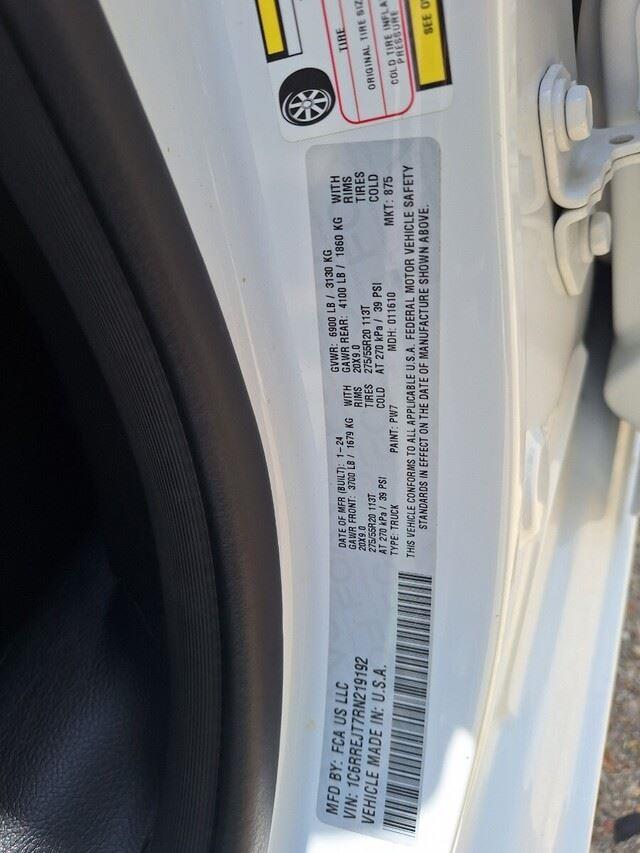 TIRE
ORIGINAL TIRE SIZ
COLD TIRE INFLA
PRESSURE
SEE O
MFD BY: FCA US LLC
VIN: 1C6RREJT7RN219192
VEHICLE MADE IN: U.S.A.
DATE OF MFR (BUILT): 1-24 GVWR: 6900 LB / 3130 KG
GAWR FRONT: 3700 LB / 1679 KG WITH GAWR REAR: 4100 LB / 1860 KG WITH
20X9.0 RIMS 20X9.0 RIMS
275/55R20 113T TIRES 275/55R20 113T TIRES
AT 270 kPa / 39 PSI COLD AT 270 kPa / 39 PSI COLD
TYPE: TRUCK PAINT: PW7 MDH: 011610 MKT: 875
THIS VEHICLE CONFORMS TO ALL APPLICABLE U.S.A. FEDERAL MOTOR VEHICLE SAFETY
STANDARDS IN EFFECT ON THE DATE OF MANUFACTURE SHOWN ABOVE.